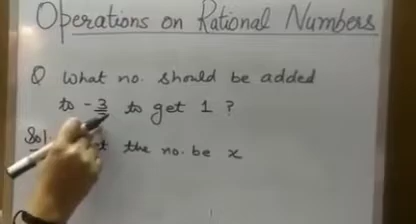 Operations on Rational Numbers
Q What no. should be added
to -3 to get 1 ?
Sol.
the no. be x